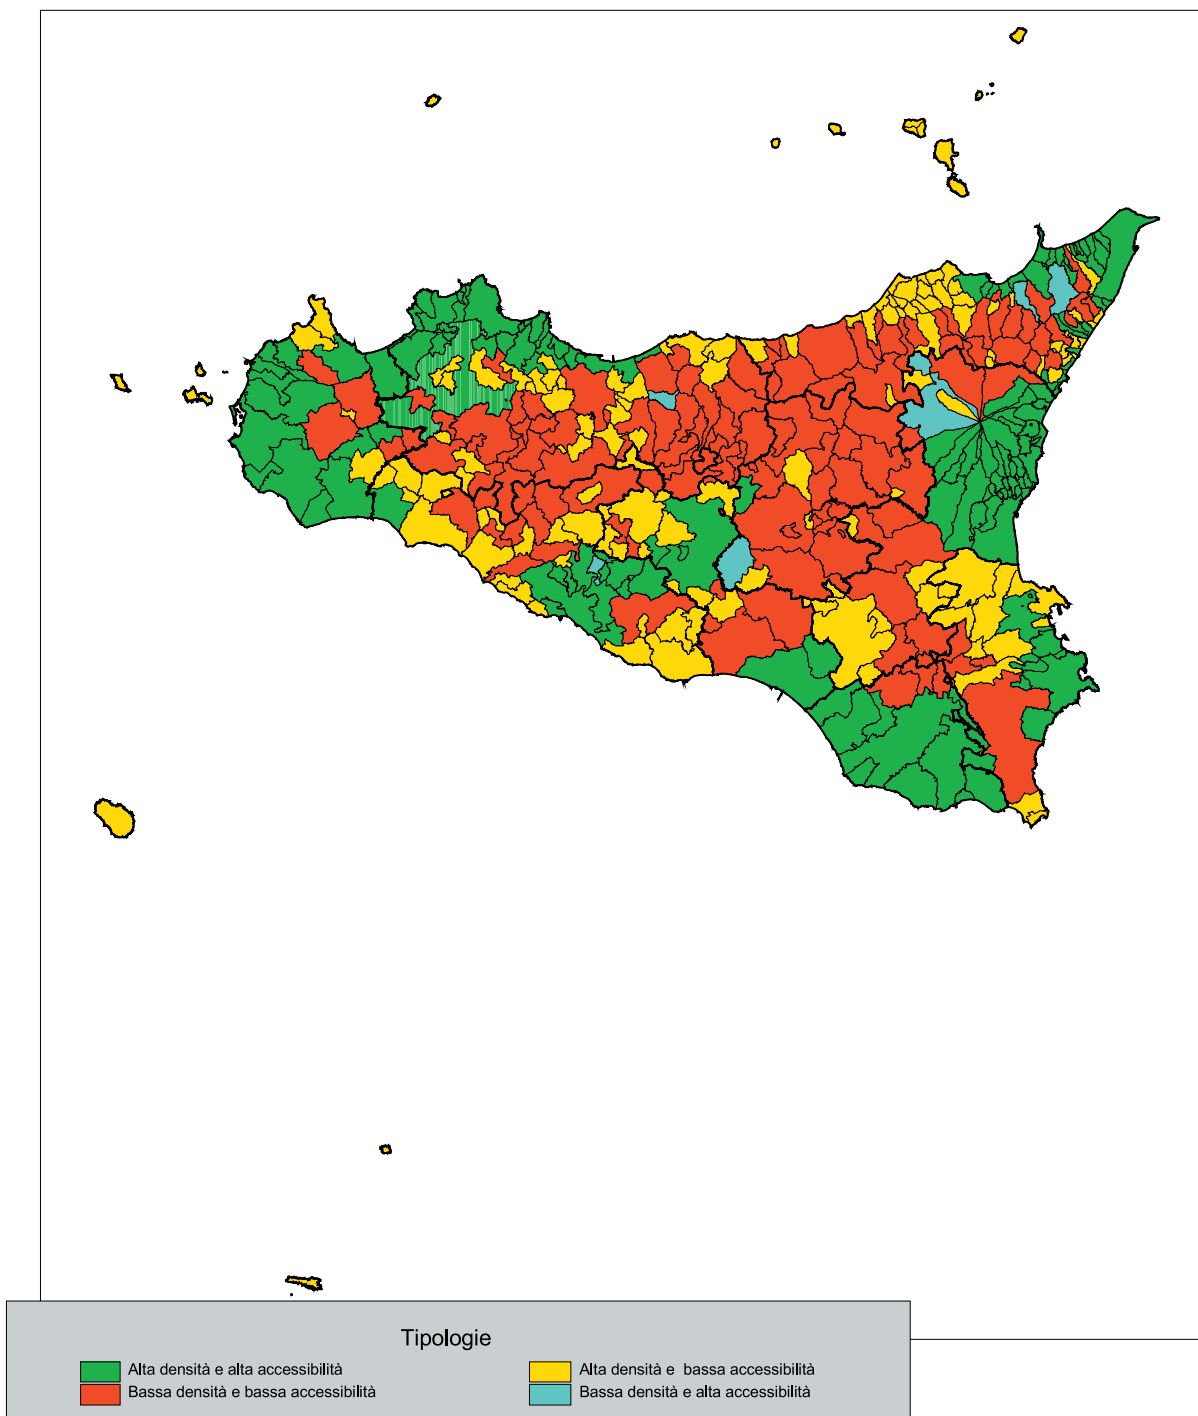 Tipologie
Alta densità e alta accessibilità
Alta densità e bassa accessibilità
Bassa densità e bassa accessibilità
Bassa densità e alta accessibilità